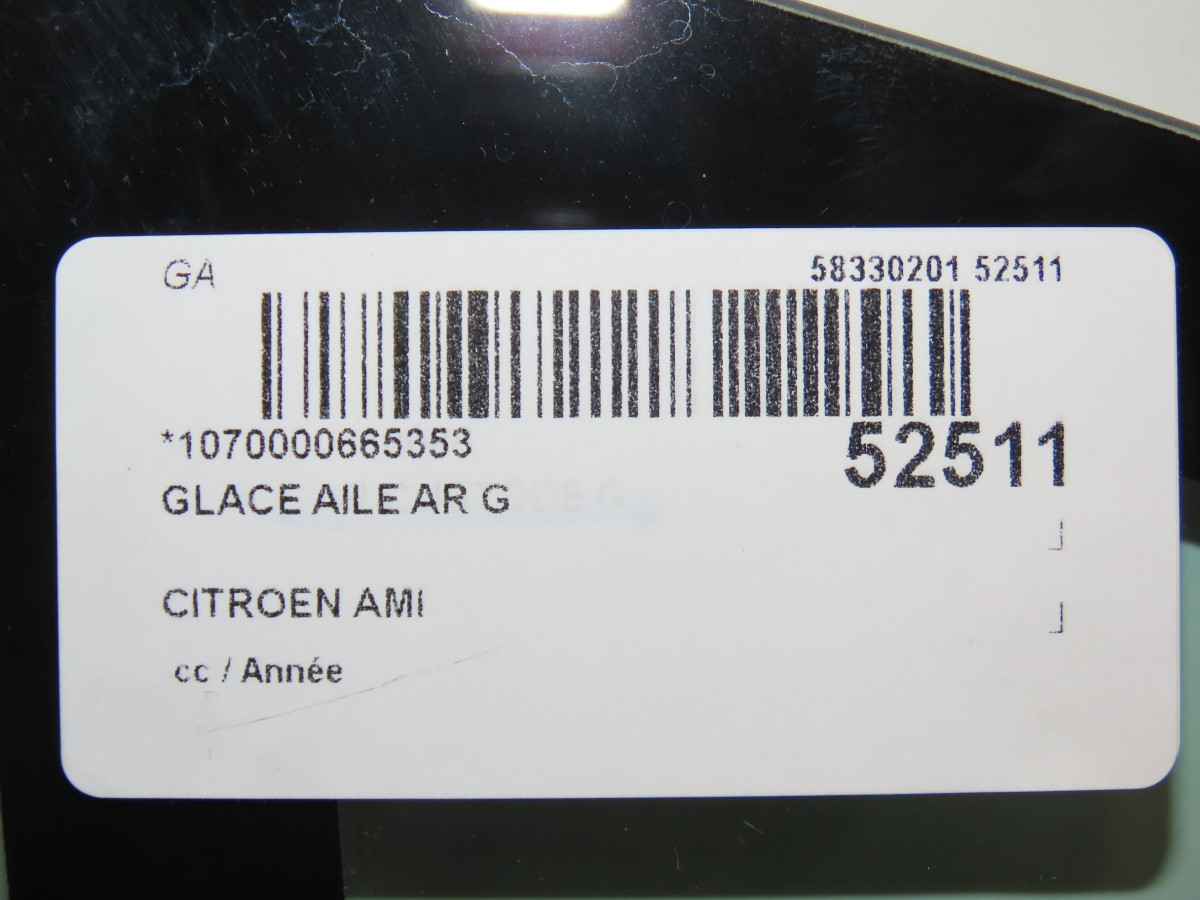 GA
58330201 52511
*1070000665353
52511
GLACE AILE AR G
CITROEN AMI
cc / Année